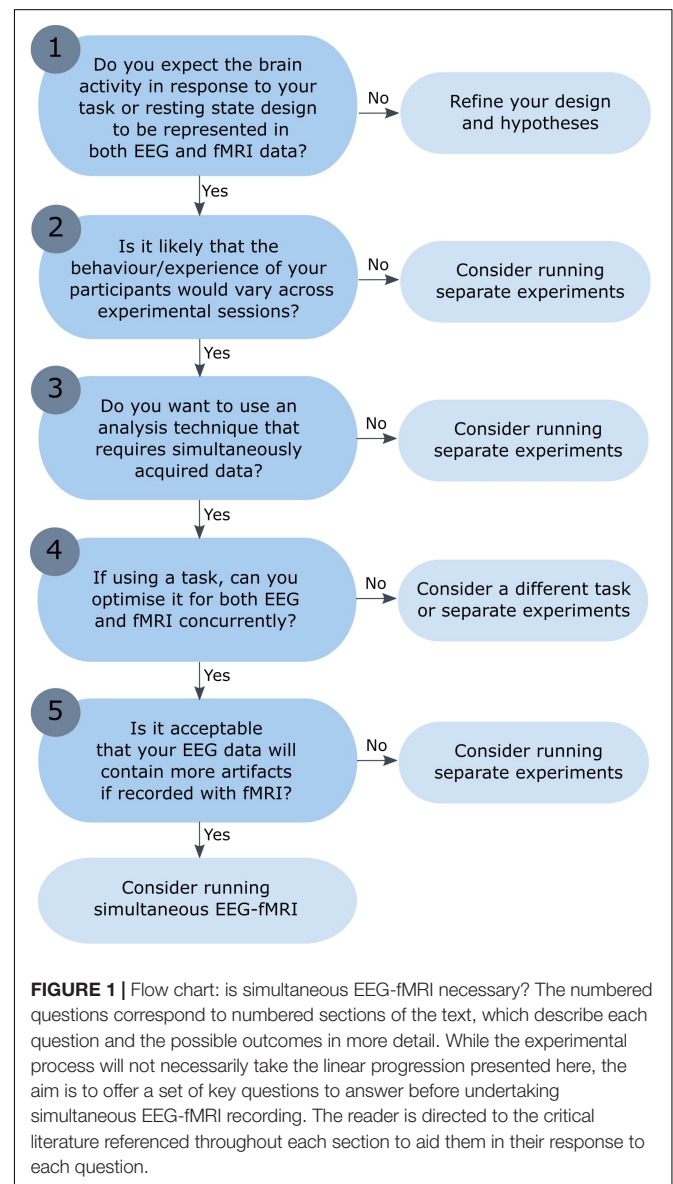 1
Do you expect the brain
activity in response to your
task or resting state design
to be represented in
both EEG and fMRI data?
No
Refine your design
and hypotheses
Yes
2
Is it likely that the
behaviour/experience of your
participants would vary across
experimental sessions?
No
Consider running
separate experiments
Yes
3
Do you want to use an
analysis technique that
requires simultaneously
acquired data?
No
Consider running
separate experiments
Yes
4
If using a task, can you
optimise it for both EEG
and fMRI concurrently?
No
Consider a different task
or separate experiments
Yes
5
Is it acceptable
that your EEG data will
contain more artifacts
if recorded with fMRI?
No
Consider running
separate experiments
Yes
Consider running
simultaneous EEG-fMRI
FIGURE 1 | Flow chart: is simultaneous EEG-fMRI necessary? The numbered
questions correspond to numbered sections of the text, which describe each
question and the possible outcomes in more detail. While the experimental
process will not necessarily take the linear progression presented here, the
aim is to offer a set of key questions to answer before undertaking
simultaneous EEG-fMRI recording. The reader is directed to the critical
literature referenced throughout each section to aid them in their response to
each question.